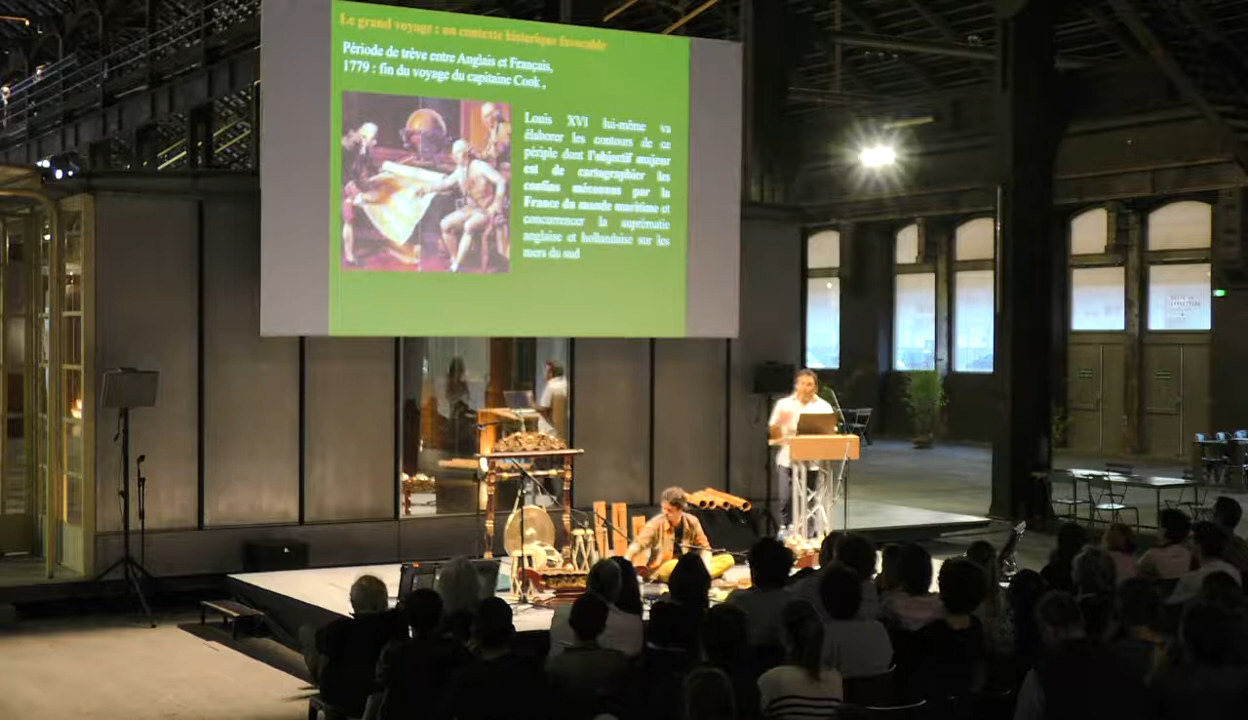 Le grand voyage : un contexte historique favorable
Période de trêve entre Anglais et Français,
1779 : fin du voyage du capitaine Cook ,
Louis XVI lui-même va
élaborer les contours de ce
périple dont l'objectif majeur
est de cartographier les
confins méconnus par la
France du monde maritime et
concurrencer la suprématie
anglaise et hollandaise sur les
mers du sud